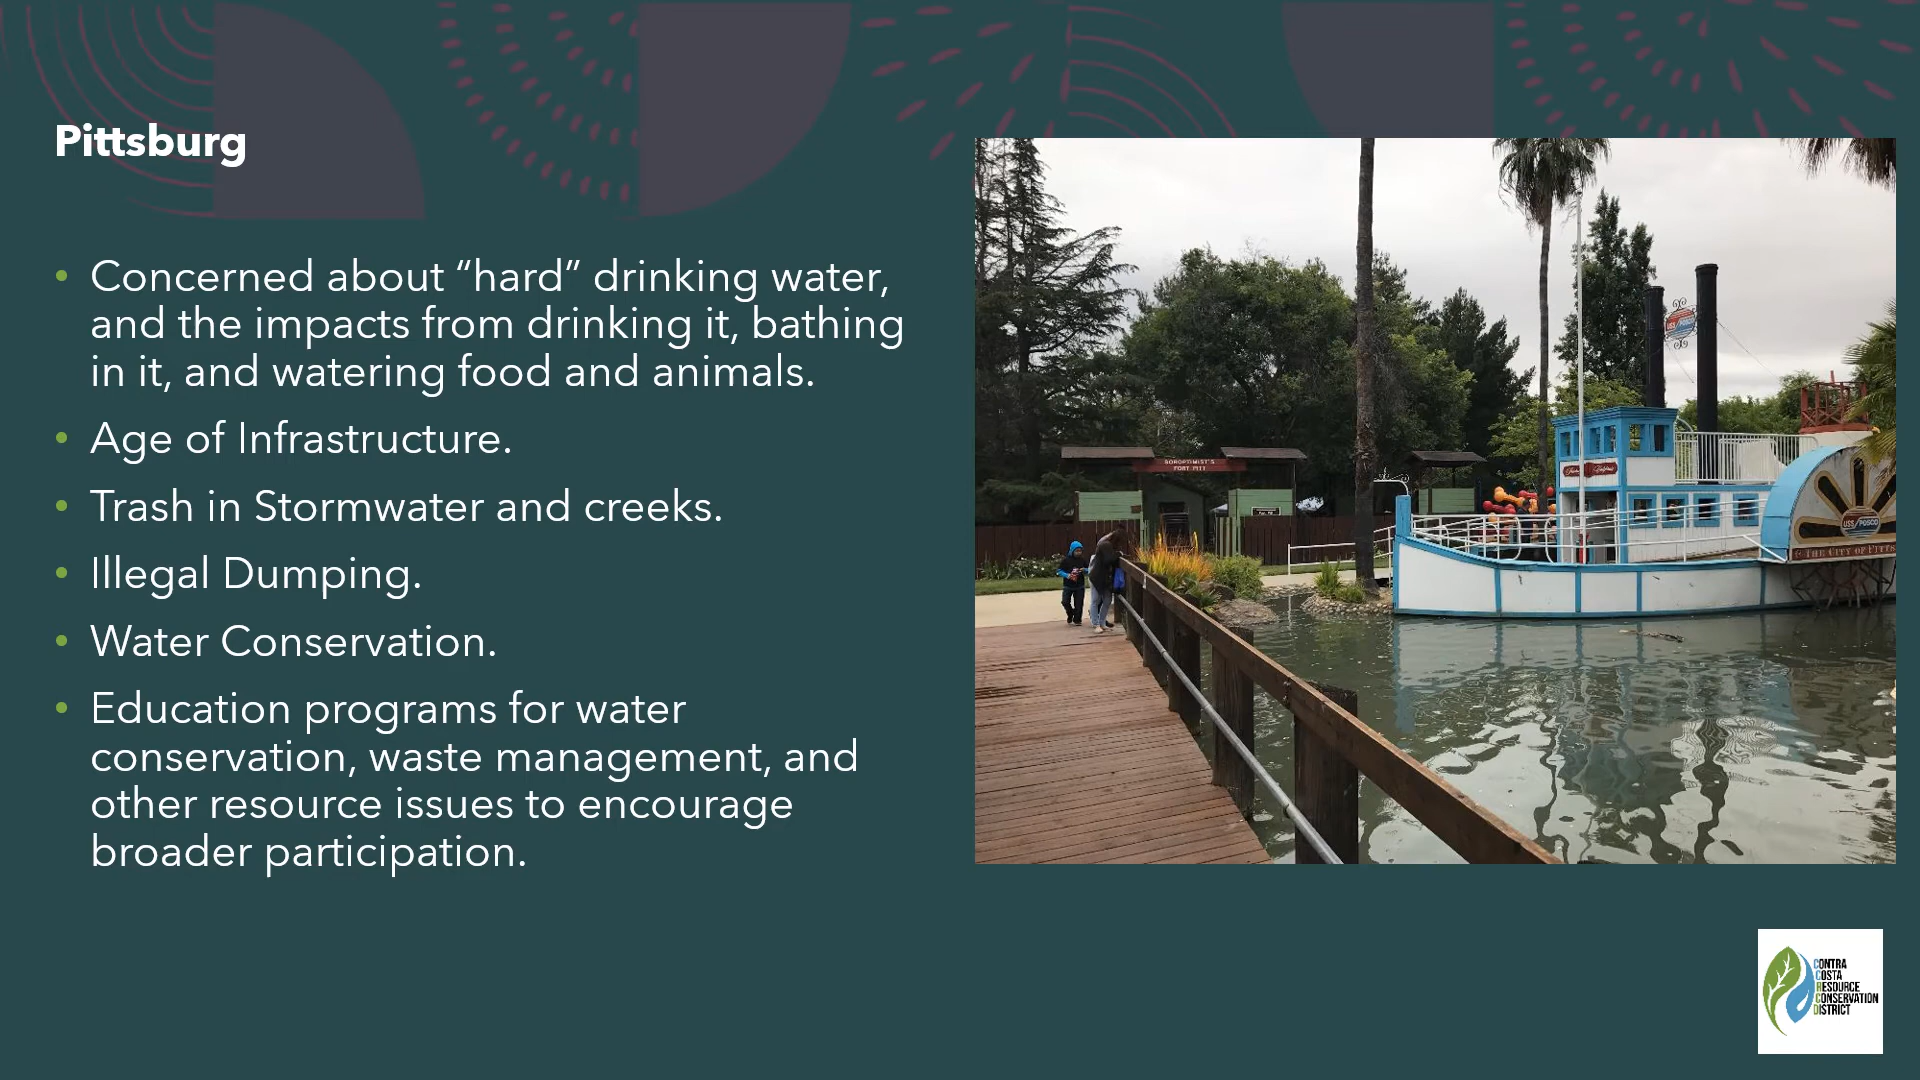 Pittsburg
• Concerned about “hard” drinking water,
and the impacts from drinking it, bathing
in it, and watering food and animals.
• Age of Infrastructure.
• Trash in Stormwater and creeks.
• Illegal Dumping.
• Water Conservation.
• Education programs for water
conservation, waste management, and
other resource issues to encourage
broader participation.
SOROPTIMIST'S
FORT PITT
USS POSCO
USS POSCO
THE CITY OF PITTS
CONTRA
COSTA
RESOURCE
CONSERVATION
DISTRICT